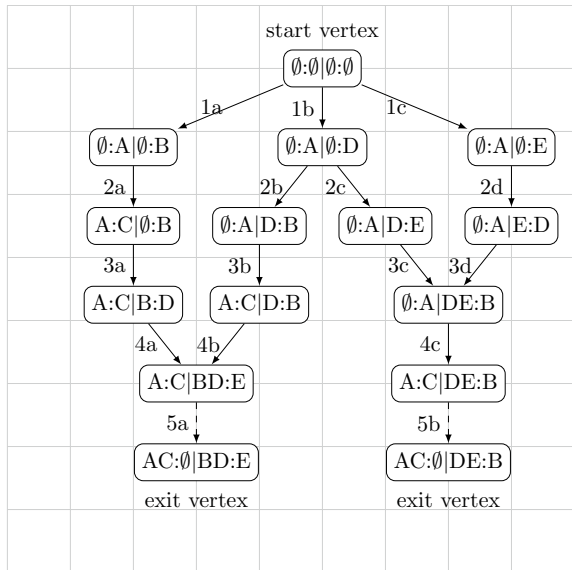 start vertex
∅:∅|∅:∅
1a 1b 1c
∅:A|∅:B ∅:A|∅:D ∅:A|∅:E
2a 2b 2c 2d
A:C|∅:B ∅:A|D:B ∅:A|D:E ∅:A|E:D
3a 3b 3c 3d
A:C|B:D A:C|D:B ∅:A|DE:B
4a 4b 4c
A:C|BD:E A:C|DE:B
5a 5b
AC:∅|BD:E AC:∅|DE:B
exit vertex exit vertex